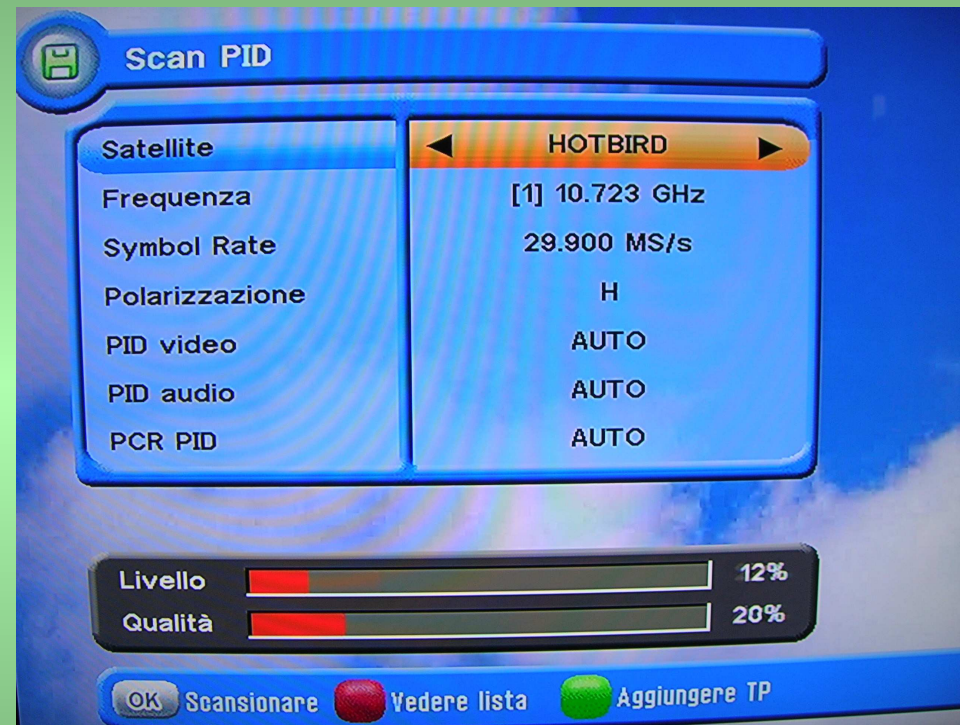 Scan PID
Satellite ◀ HOTBIRD ▶
Frequenza [1] 10.723 GHz
Symbol Rate 29.900 MS/s
Polarizzazione H
PID video AUTO
PID audio AUTO
PCR PID AUTO
Livello 12%
Qualità 20%
OK Scansionare Vedere lista Aggiungere TP